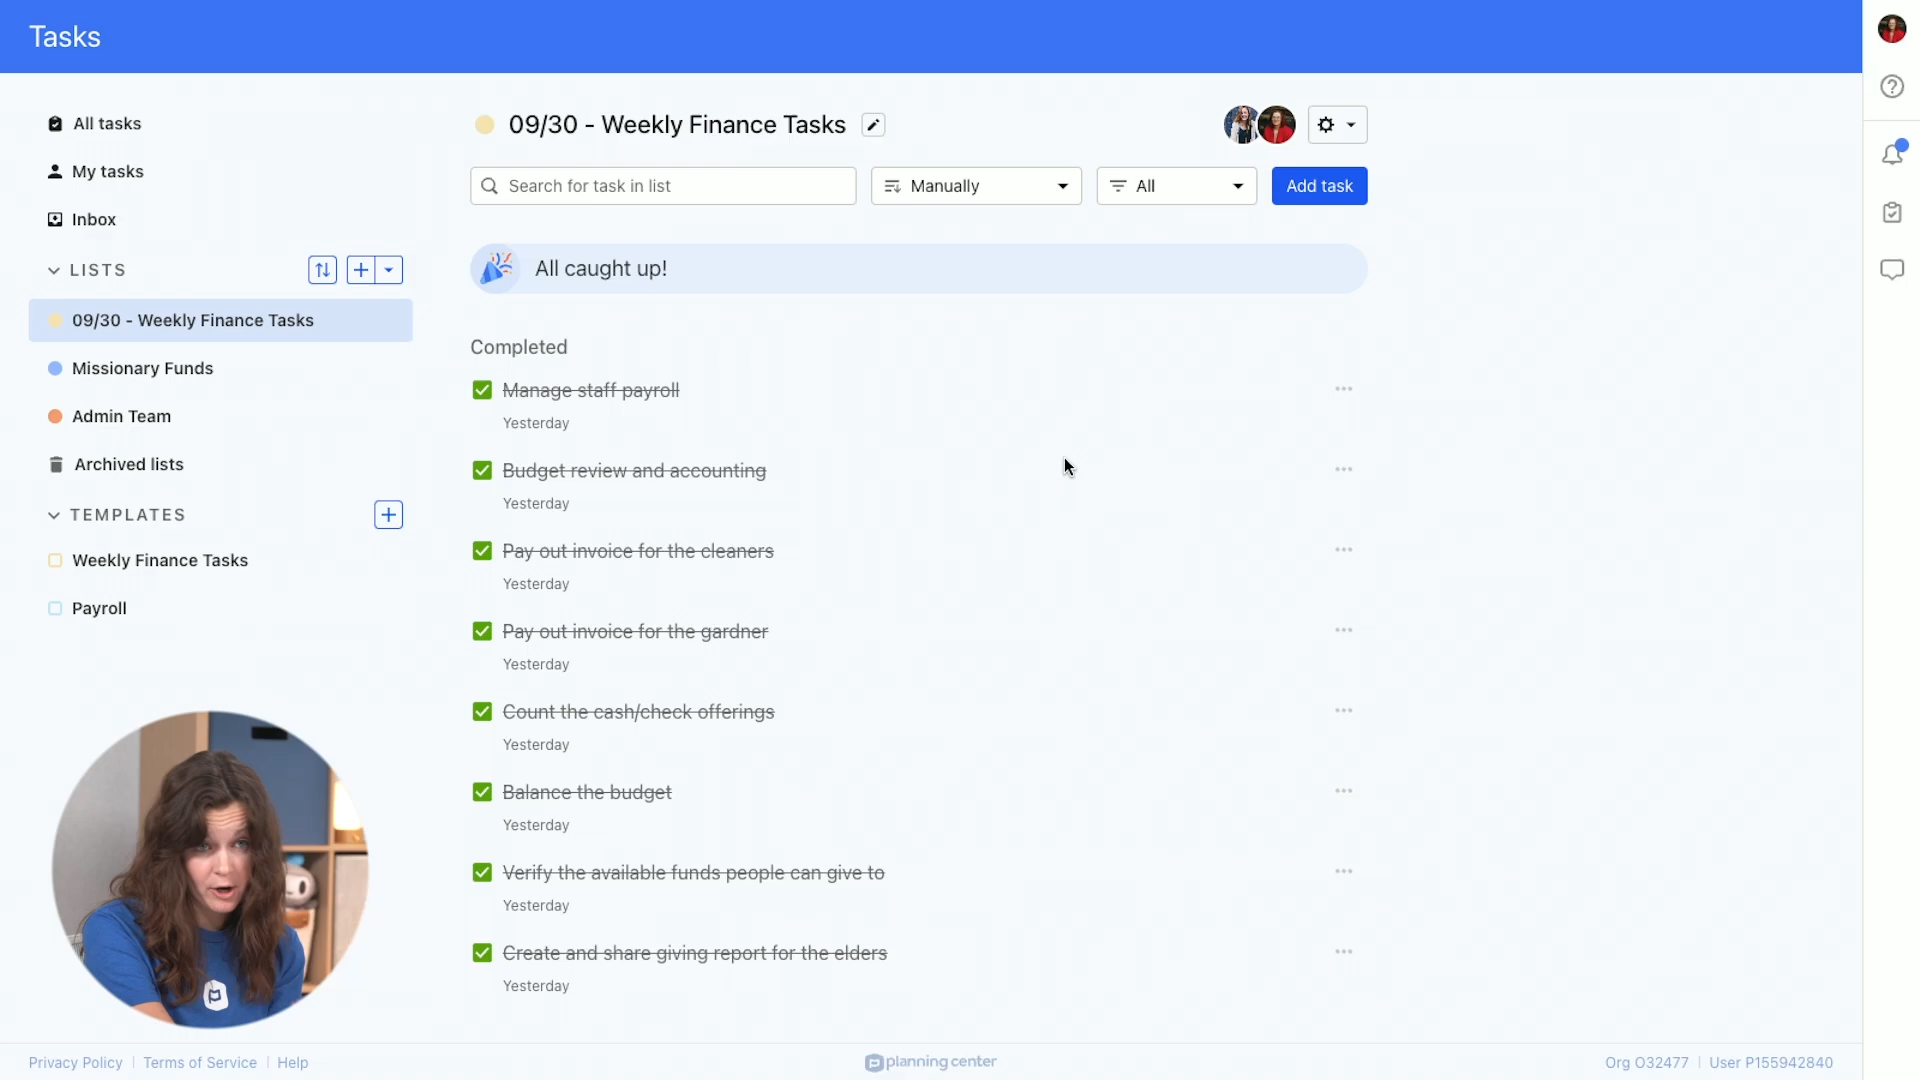 Tasks
All tasks
My tasks
Inbox
LISTS
09/30 - Weekly Finance Tasks
Missionary Funds
Admin Team
Archived lists
TEMPLATES
Weekly Finance Tasks
Payroll
09/30 - Weekly Finance Tasks
Search for task in list
Manually
All
Add task
All caught up!
Completed
Manage staff payroll
Yesterday
Budget review and accounting
Yesterday
Pay out invoice for the cleaners
Yesterday
Pay out invoice for the gardner
Yesterday
Count the cash/check offerings
Yesterday
Balance the budget
Yesterday
Verify the available funds people can give to
Yesterday
Create and share giving report for the elders
Yesterday
Privacy Policy | Terms of Service | Help
planning center
Org O32477 | User P155942840